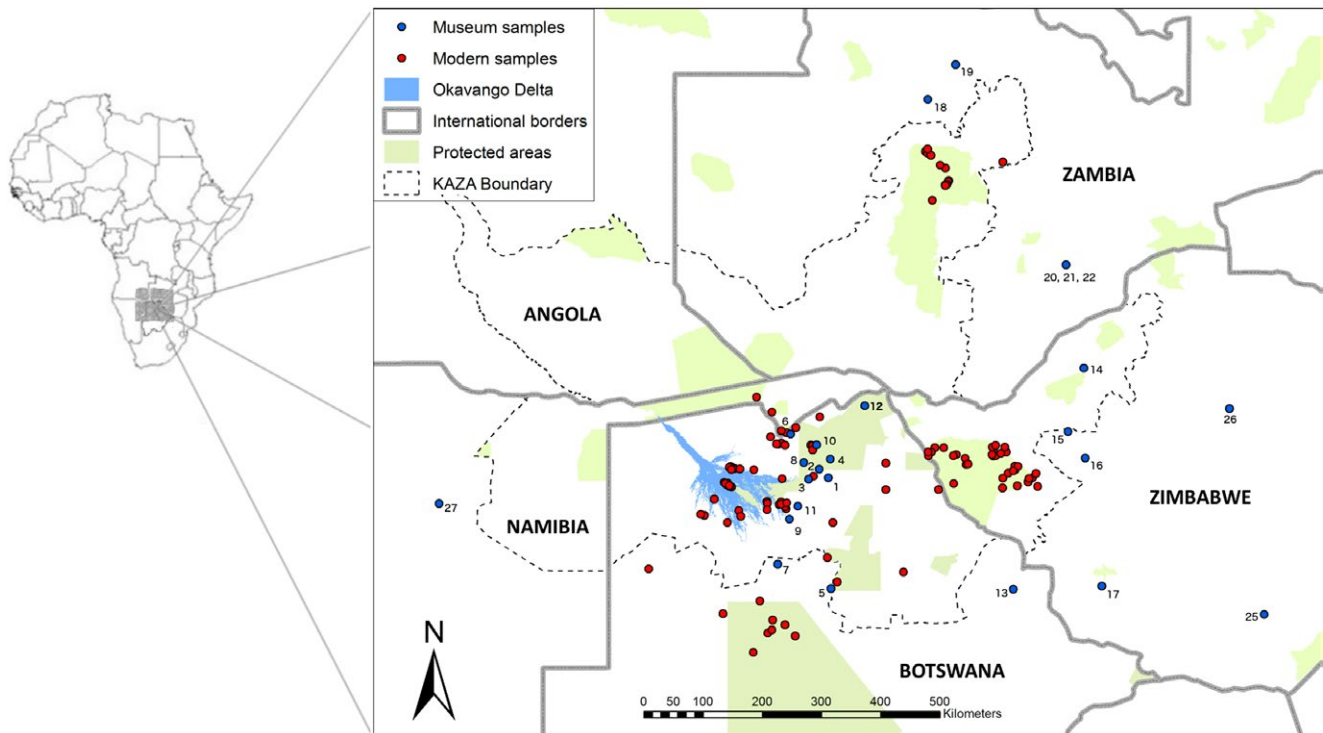 Museum samples
Modern samples
Okavango Delta
International borders
Protected areas
KAZA Boundary
19
18
ZAMBIA
20, 21, 22
ANGOLA
14
12
26
6
15
10
16
8
4
2
3
1
ZIMBABWE
27
11
NAMIBIA
9
7
5
13
17
25
N
BOTSWANA
0 50 100 200 300 400 500
Kilometers